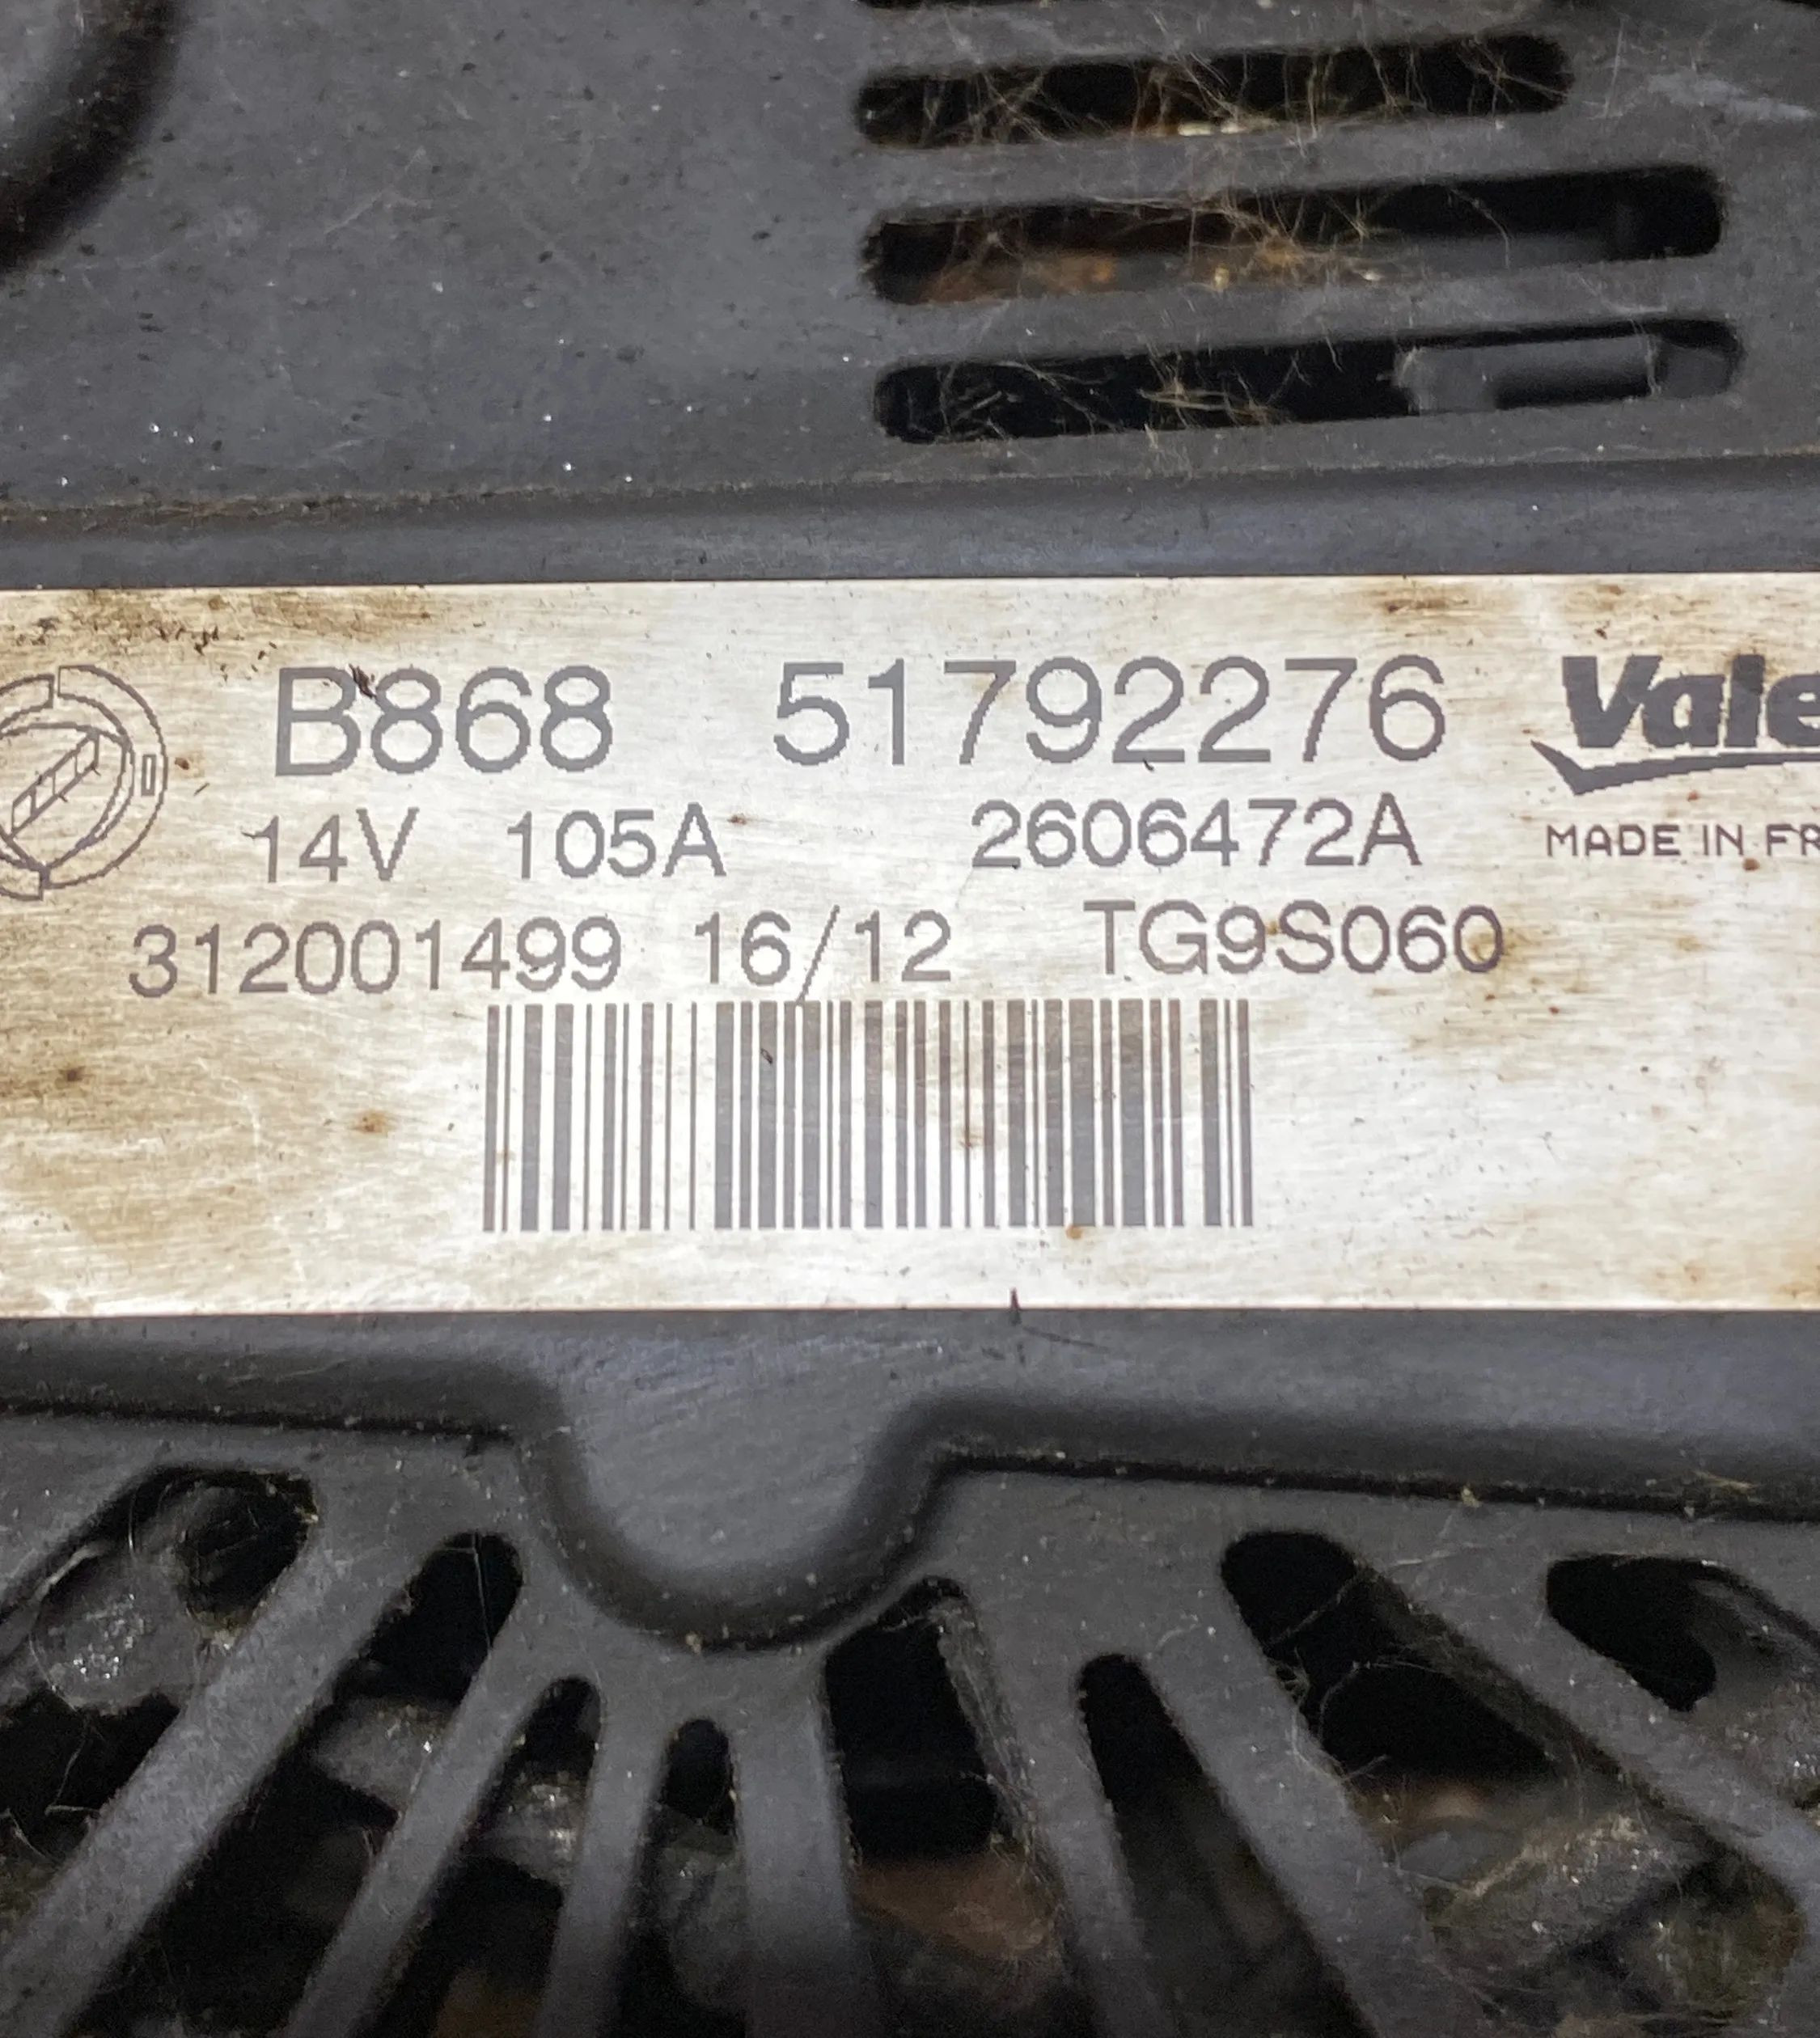 B868 51792276 Vale
14V 105A 2606472A MADE IN FR
312001499 16/12 TG9S060